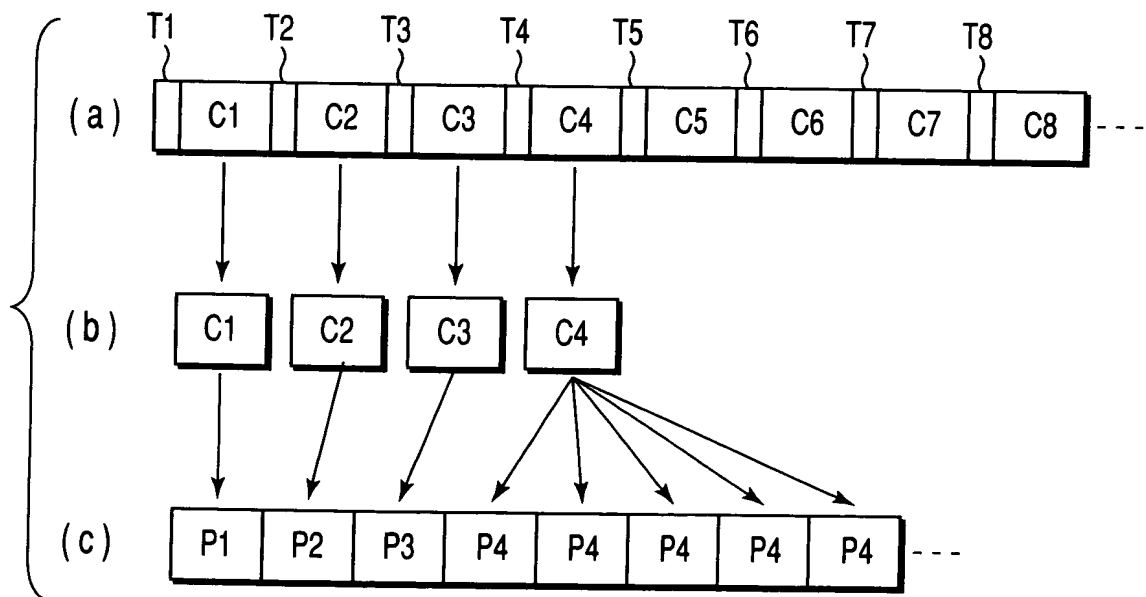 T1 T2 T3 T4 T5 T6 T7 T8
(a) C1 C2 C3 C4 C5 C6 C7 C8
(b) C1 C2 C3 C4
(c) P1 P2 P3 P4 P4 P4 P4 P4